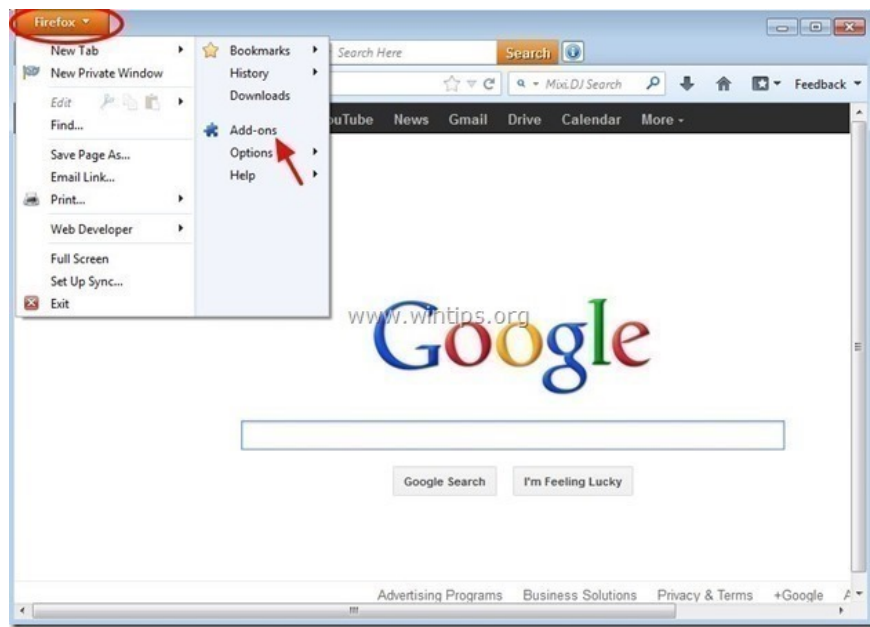 Firefox
New Tab
New Private Window
Edit
Find...
Save Page As...
Email Link...
Print...
Web Developer
Full Screen
Set Up Sync...
Exit
Bookmarks
History
Downloads
Add-ons
Options
Help
Search Here
Search
Mixi.DJ Search
Feedback
ouTube News Gmail Drive Calendar More
www.wintips.org
Google
Google Search I'm Feeling Lucky
Advertising Programs Business Solutions Privacy & Terms +Google A